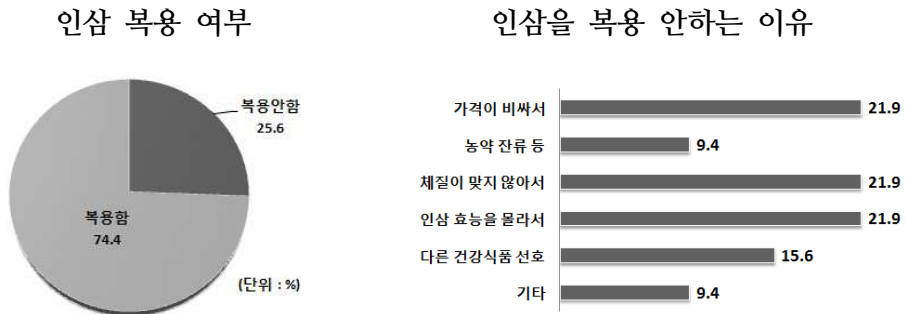 인삼 복용 여부
복용안함
25.6
복용함
74.4
(단위 : %)
인삼을 복용 안하는 이유
가격이 비싸서 21.9
농약 잔류 등 9.4
체질이 맞지 않아서 21.9
인삼 효능을 몰라서 21.9
다른 건강식품 선호 15.6
기타 9.4